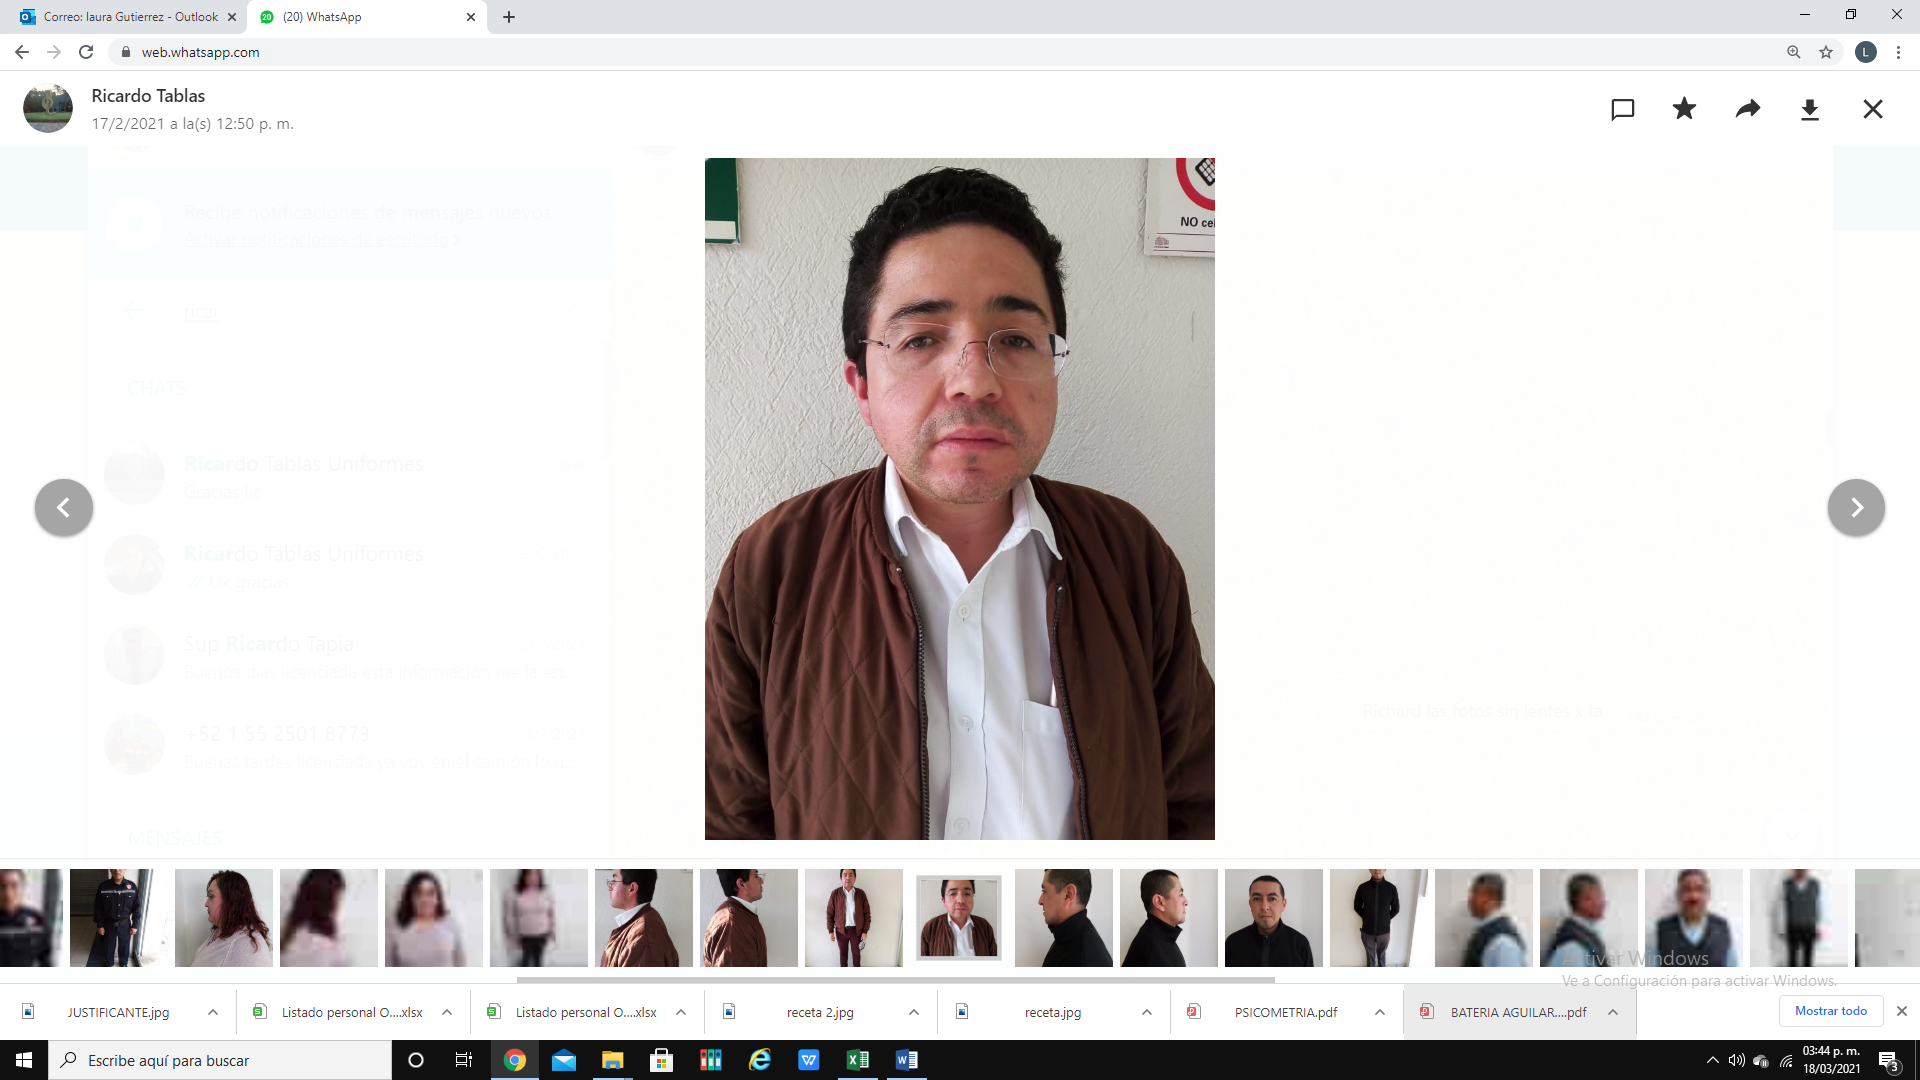 Correo: laura Gutierrez - Outlook
(20) WhatsApp
web.whatsapp.com
L
Ricardo Tablas
17/2/2021 a la(s) 12:50 p. m.
Recibe notificaciones de mensajes nuevos
Activar notificaciones de escritorio
ricar
CHATS
Ricardo Tablas Uniformes
Gracias lic
Ricardo Tablas Uniformes
Ok gracias
Sup Ricardo Tapia
Buenos días licenciada esta información me la est...
+52 1 55 2501 8773
Buenas tardes licenciada ya voy en el camión lo q...
MENSAJES
NO cel
Richard las fotos sin lentes x fa
Activar Windows
Ve a Configuración para activar Windows.
JUSTIFICANTE.jpg
Listado personal O....xlsx
Listado personal O....xlsx
receta 2.jpg
receta.jpg
PSICOMETRIA.pdf
BATERIA AGUILAR....pdf
Mostrar todo
Escribe aquí para buscar
03:44 p. m.
18/03/2021
3